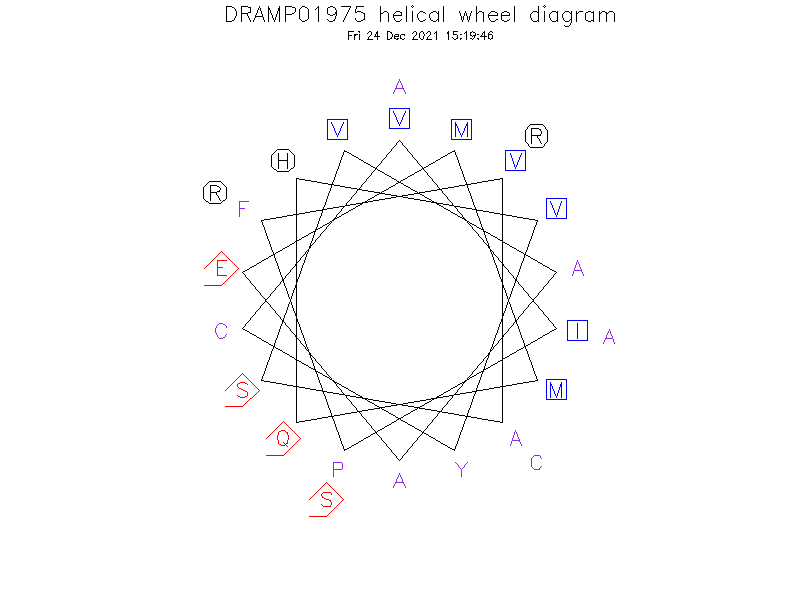 DRAMP01975 helical wheel diagram
Fri 24 Dec 2021 15:19:46
A
V
V
M
R
H
V
R
F
V
E
A
C
I
A
S
M
Q
A
P
A
Y
C
S